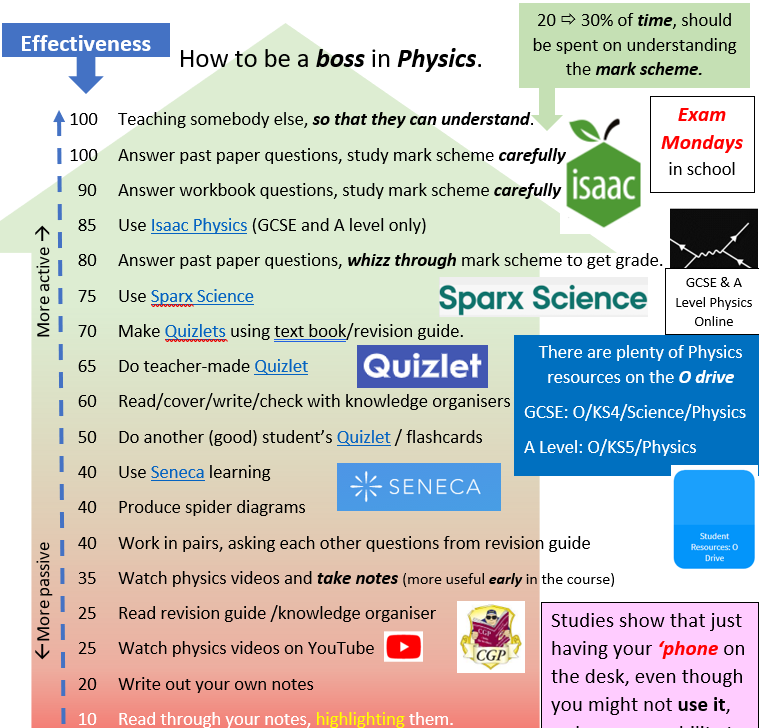 Effectiveness
How to be a boss in Physics.
20 ⇨ 30% of time, should
be spent on understanding
the mark scheme.
Exam
Mondays
in school
100 Teaching somebody else, so that they can understand.
100 Answer past paper questions, study mark scheme carefully
90 Answer workbook questions, study mark scheme carefully
isaac
85 Use Isaac Physics (GCSE and A level only)
80 Answer past paper questions, whizz through mark scheme to get grade.
75 Use Sparx Science
Sparx Science
GCSE & A
Level Physics
Online
70 Make Quizlets using text book/revision guide.
65 Do teacher-made Quizlet
Quizlet
There are plenty of Physics
resources on the O drive
GCSE: O/KS4/Science/Physics
A Level: O/KS5/Physics
60 Read/cover/write/check with knowledge organisers
50 Do another (good) student’s Quizlet / flashcards
40 Use Seneca learning
SENECA
40 Produce spider diagrams
Student
Resources: O
Drive
40 Work in pairs, asking each other questions from revision guide
35 Watch physics videos and take notes (more useful early in the course)
25 Read revision guide /knowledge organiser
CGP
25 Watch physics videos on YouTube
20 Write out your own notes
10 Read through your notes, highlighting them.
More active →
← More passive
Studies show that just
having your ‘phone on
the desk, even though
you might not use it,